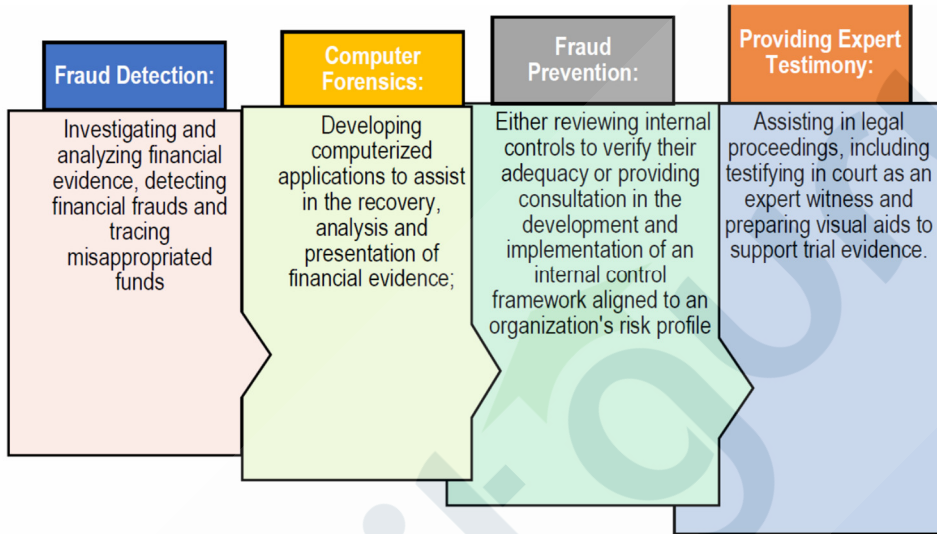 Fraud Detection:
Investigating and
analyzing financial
evidence, detecting
financial frauds and
tracing
misappropriated
funds
Computer
Forensics:
Developing
computerized
applications to assist
in the recovery,
analysis and
presentation of
financial evidence;
Fraud
Prevention:
Either reviewing internal
controls to verify their
adequacy or providing
consultation in the
development and
implementation of an
internal control
framework aligned to an
organization's risk profile
Providing Expert
Testimony:
Assisting in legal
proceedings, including
testifying in court as an
expert witness and
preparing visual aids to
support trial evidence.